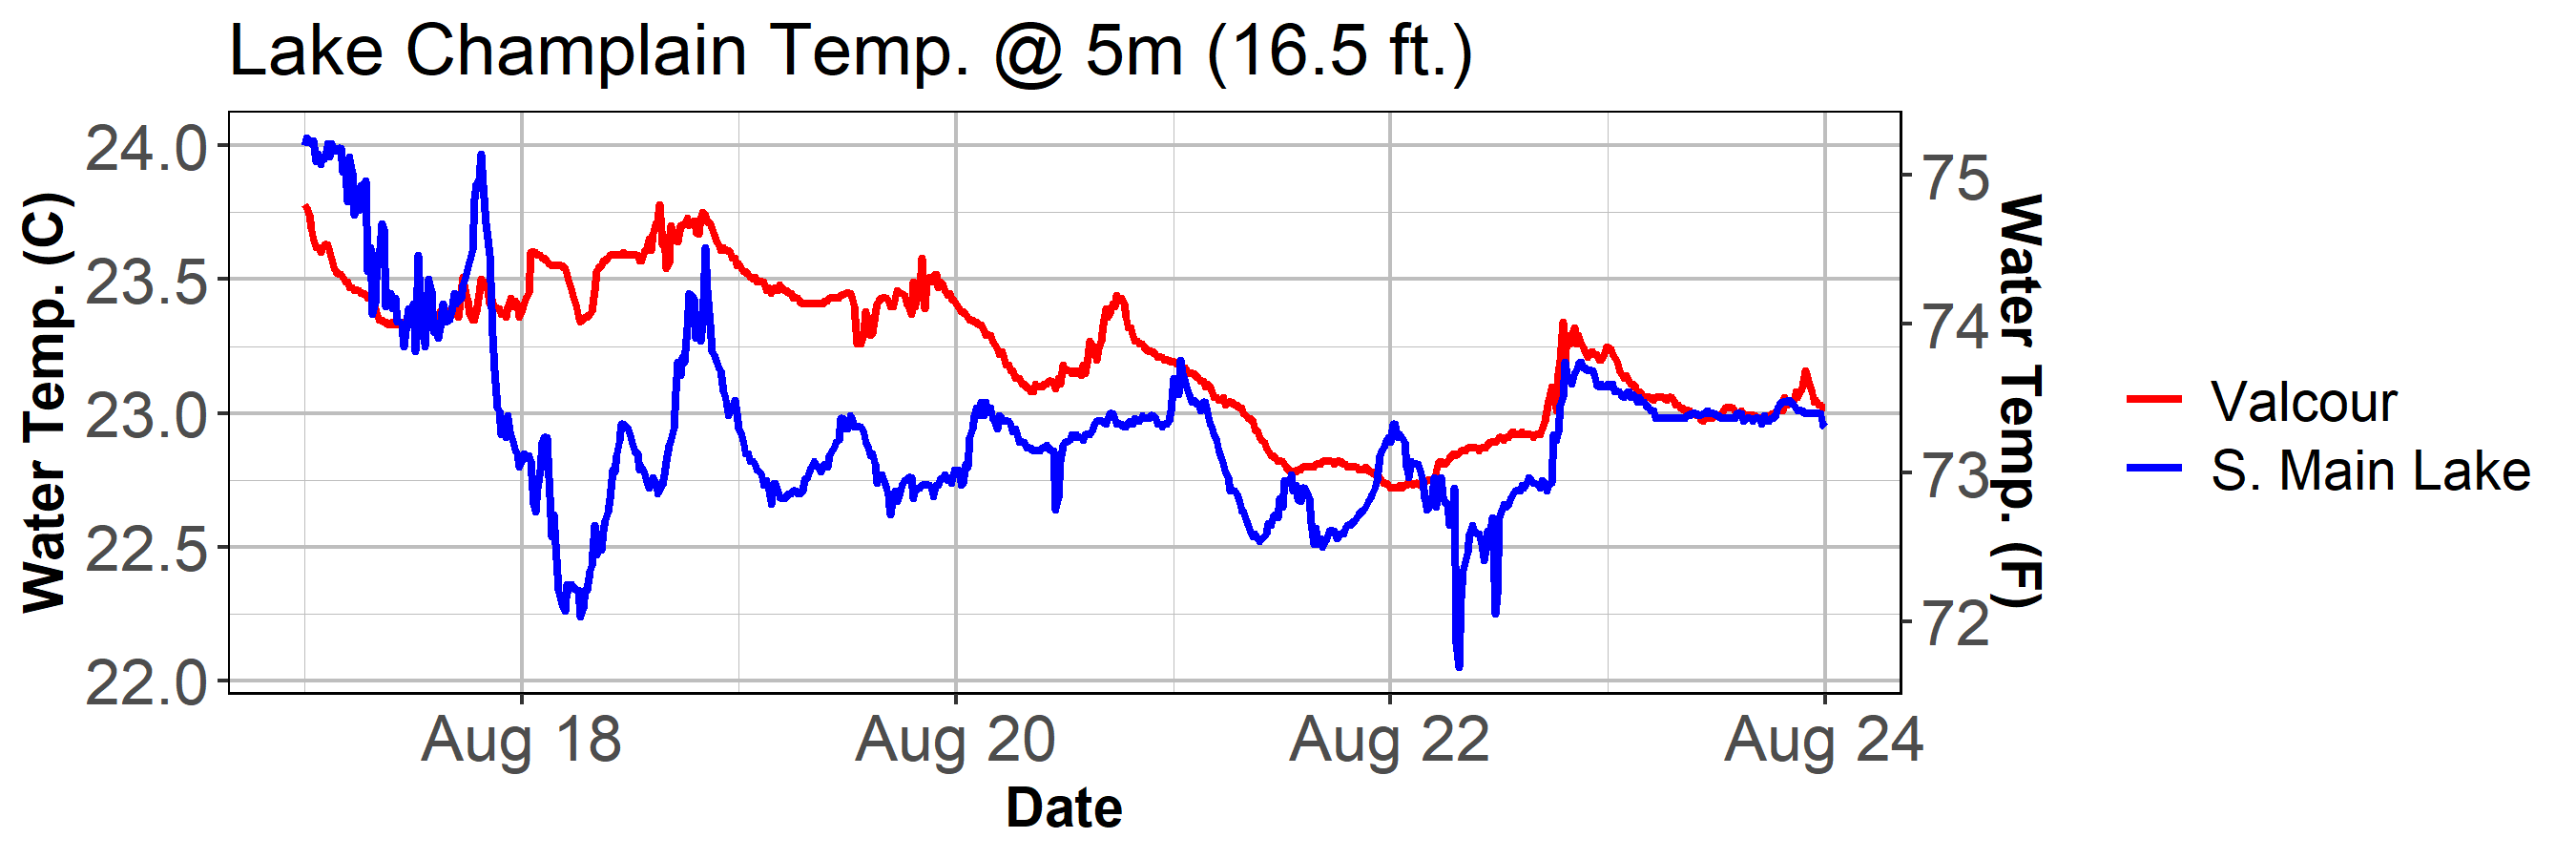 Lake Champlain Temp. @ 5m (16.5 ft.)
Water Temp. (C)
24.0
23.5
23.0
22.5
22.0
75
74
73
72
Water Temp. (F)
Valcour
S. Main Lake
Aug 18
Aug 20
Aug 22
Aug 24
Date